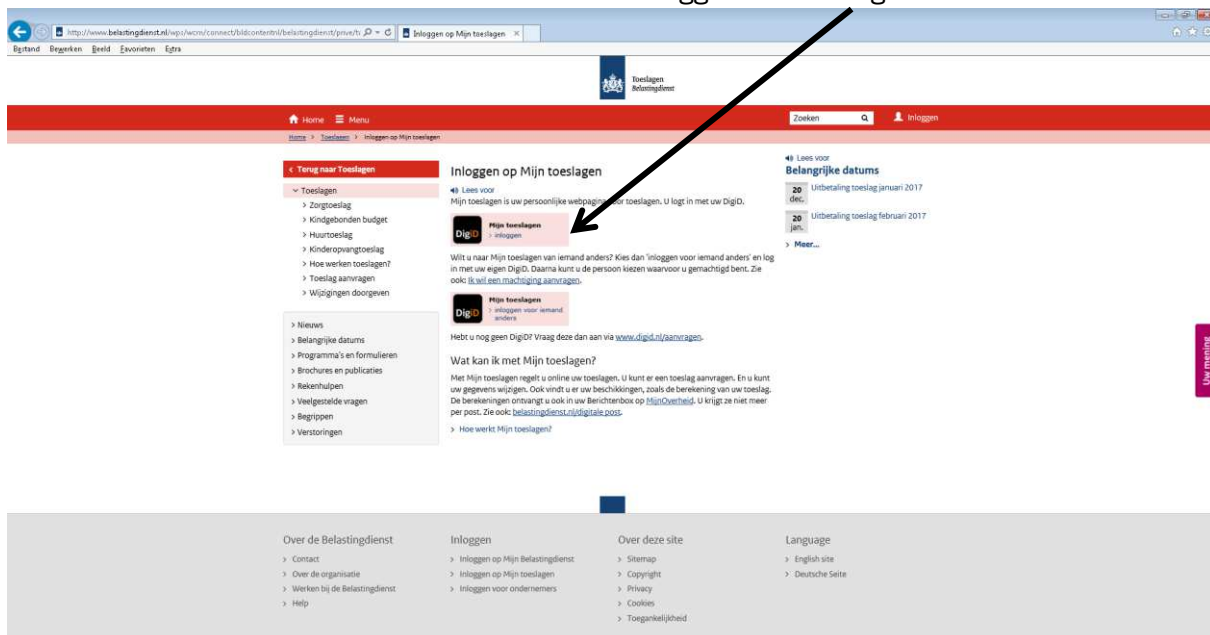 http://www.belastingdienst.nl/wps/wcm/connect/bldcontentnl/belastingdienst/prive/t
Inloggen op Mijn toeslagen
Bestand Bewerken Beeld Favorieten Extra
Toeslagen
Belastingdienst
Home Menu
Zoeken
Inloggen
Home > Toeslagen > Inloggen op Mijn toeslagen
< Terug naar Toeslagen
Toeslagen
> Zorgtoeslag
> Kindgebonden budget
> Huurtoeslag
> Kinderopvangtoeslag
> Hoe werken toeslagen?
> Toeslag aanvragen
> Wijzigingen doorgeven
> Nieuws
> Belangrijke datums
> Programma's en formulieren
> Brochures en publicaties
> Rekenhulpen
> Veelgestelde vragen
> Begrippen
> Verstoringen
Inloggen op Mijn toeslagen
Lees voor
Mijn toeslagen is uw persoonlijke webpagina voor toeslagen. U logt in met uw DigiD.
DigiD
Mijn toeslagen
> inloggen
Wilt u naar Mijn toeslagen van iemand anders? Kies dan 'inloggen voor iemand anders' en log
in met uw eigen DigiD. Daarna kunt u de persoon kiezen waarvoor u gemachtigd bent. Zie
ook: ik wil een machtiging aanvragen.
DigiD
Mijn toeslagen
> inloggen voor iemand
anders
Hebt u nog geen DigiD? Vraag deze dan aan via www.digid.nl/aanvragen.
Wat kan ik met Mijn toeslagen?
Met Mijn toeslagen regelt u online uw toeslagen. U kunt er een toeslag aanvragen. En u kunt
uw gegevens wijzigen. Ook vindt u er uw beschikkingen, zoals de berekening van uw toeslag.
De berekeningen ontvangt u ook in uw Berichtenbox op MijnOverheid. U krijgt ze niet meer
per post. Zie ook: belastingdienst.nl/digitale post.
> Hoe werkt Mijn toeslagen?
Lees voor
Belangrijke datums
20
dec.
Uitbetaling toeslag januari 2017
20
jan.
Uitbetaling toeslag februari 2017
> Meer...
Uw mening
Over de Belastingdienst
> Contact
> Over de organisatie
> Werken bij de Belastingdienst
> Help
Inloggen
> Inloggen op Mijn Belastingdienst
> Inloggen op Mijn toeslagen
> Inloggen voor ondernemers
Over deze site
> Sitemap
> Copyright
> Privacy
> Cookies
> Toegankelijkheid
Language
> English site
> Deutsche Seite